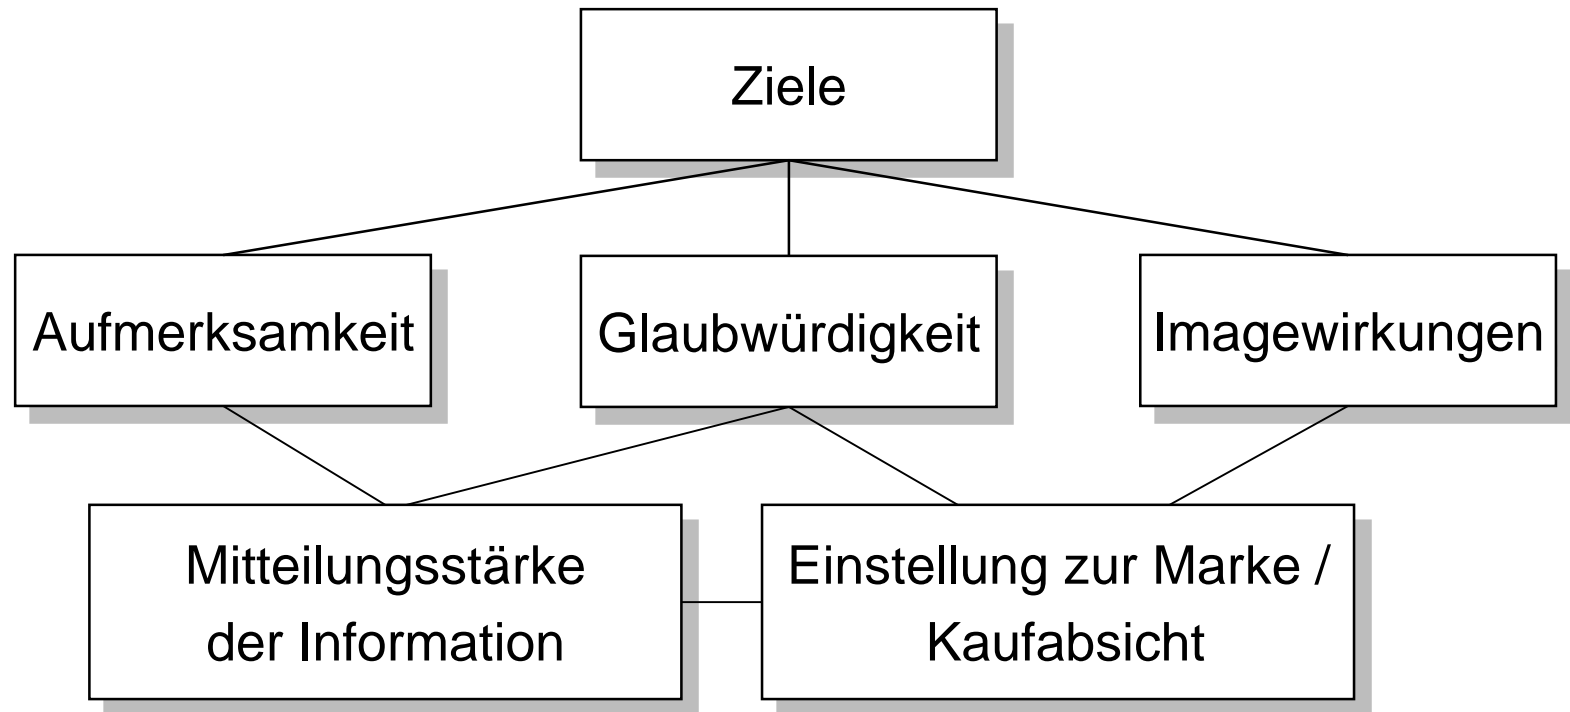 Ziele
Aufmerksamkeit
Glaubwürdigkeit
Imagewirkungen
Mitteilungsstärke
der Information
Einstellung zur Marke /
Kaufabsicht